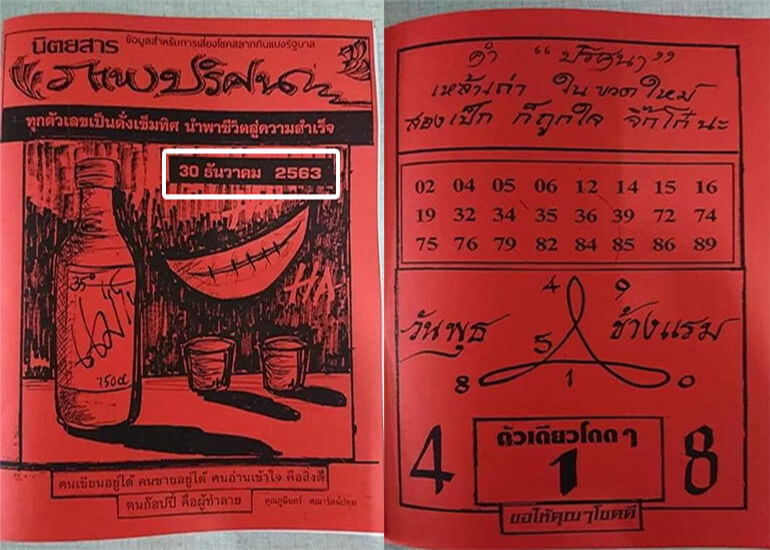 นิตยสาร
ข้อมูลสำหรับการเสี่ยงโชคสลากกินแบ่งรัฐบาล
ภาพปริศนา
ทุกตัวเลขเป็นดั่งเข็มทิศ นำพาชีวิตสู่ความสำเร็จ
30 ธันวาคม 2563
HA
35°
750cl
คนเขียนอยู่ได้ คนขายอยู่ได้ คนอ่านเข้าใจ คือสิ่งดี
คนก๊อปปี้ คือผู้ทำลาย
คำ "ปริศนา"
เหล้าเก่า ในขวดใหม่
สองเป๊ก ก็ถูกใจ จิ๊กโก๋นะ
02 04 05 06 12 14 15 16
19 32 34 35 36 39 72 74
75 76 79 82 84 85 86 89
4 9
วันพุธ 5 ช้างแรม
8 1 0
ตัวเดียวโดดๆ
4 1 8
ขอให้คุณๆโชคดี